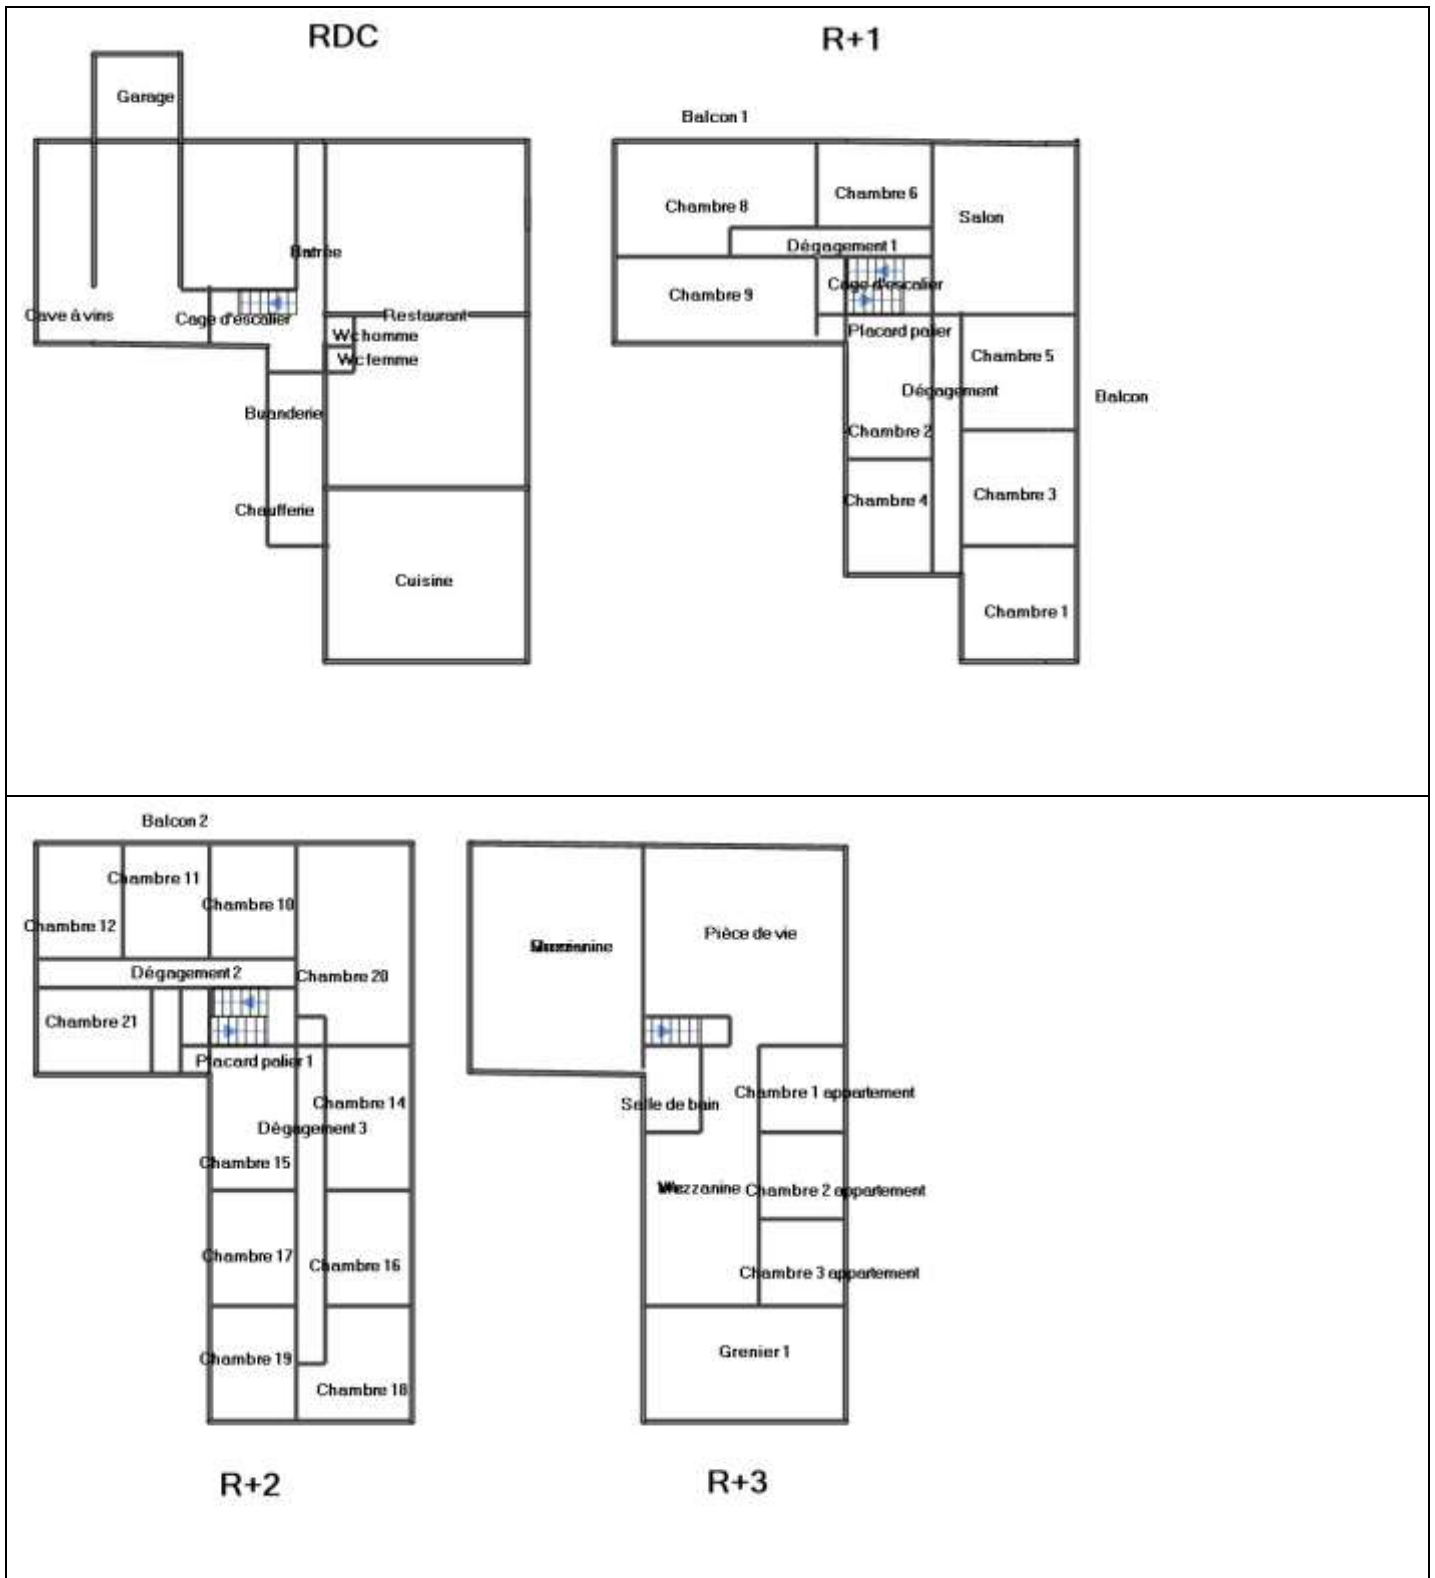 RDC
Garage
Entrée
Cave à vins
Cage d'escalier
Restaurant
Wc homme
Wc femme
Buanderie
Chaufferie
Cuisine
R+1
Balcon 1
Chambre 6
Chambre 8
Salon
Dégagement 1
Cage d'escalier
Chambre 9
Placard palier
Chambre 5
Dégagement
Balcon
Chambre 2
Chambre 4
Chambre 3
Chambre 1
Balcon 2
Chambre 11
Chambre 10
Chambre 12
Dégagement 2
Chambre 20
Chambre 21
Placard palier 1
Chambre 14
Dégagement 3
Chambre 15
Chambre 17
Chambre 16
Chambre 19
Chambre 18
R+2
Pièce de vie
Chambre 1 appartement
Salle de bain
Mezzanine
Chambre 2 appartement
Chambre 3 appartement
Grenier 1
R+3